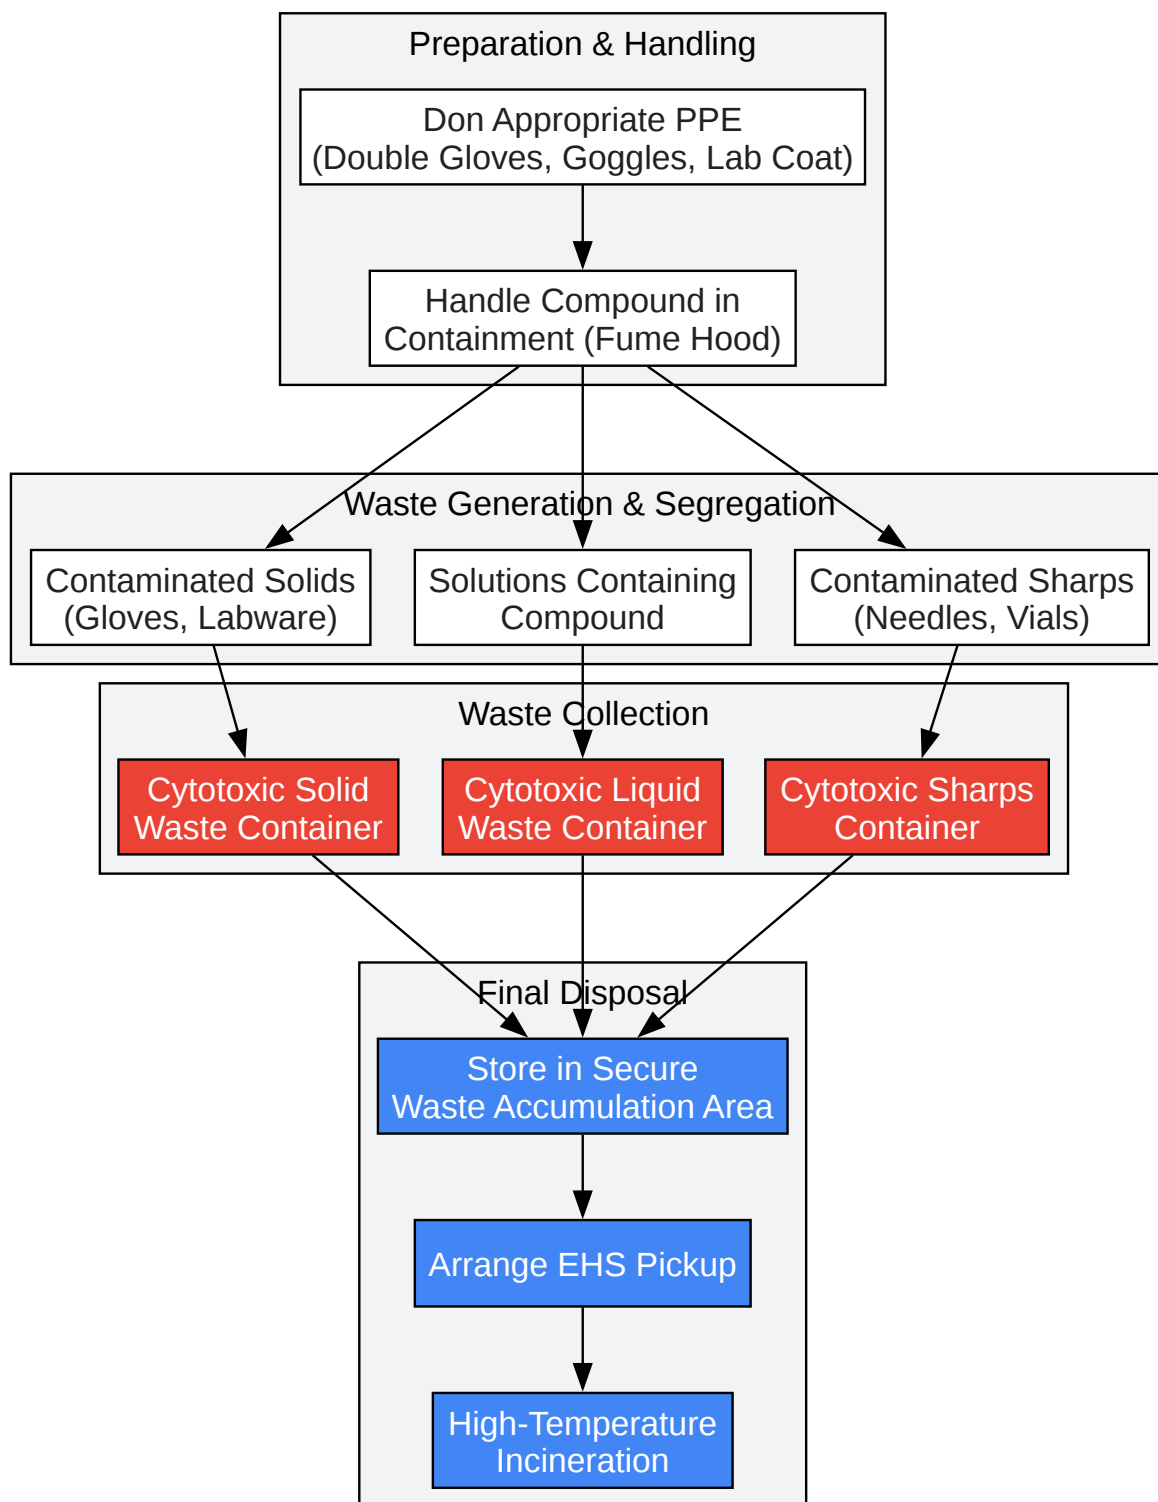 Preparation & Handling
Don Appropriate PPE
(Double Gloves, Goggles, Lab Coat)
Handle Compound in
Containment (Fume Hood)
Waste Generation & Segregation
Contaminated Solids
(Gloves, Labware)
Solutions Containing
Compound
Contaminated Sharps
(Needles, Vials)
Waste Collection
Cytotoxic Solid
Waste Container
Cytotoxic Liquid
Waste Container
Cytotoxic Sharps
Container
Final Disposal
Store in Secure
Waste Accumulation Area
Arrange EHS Pickup
High-Temperature
Incineration